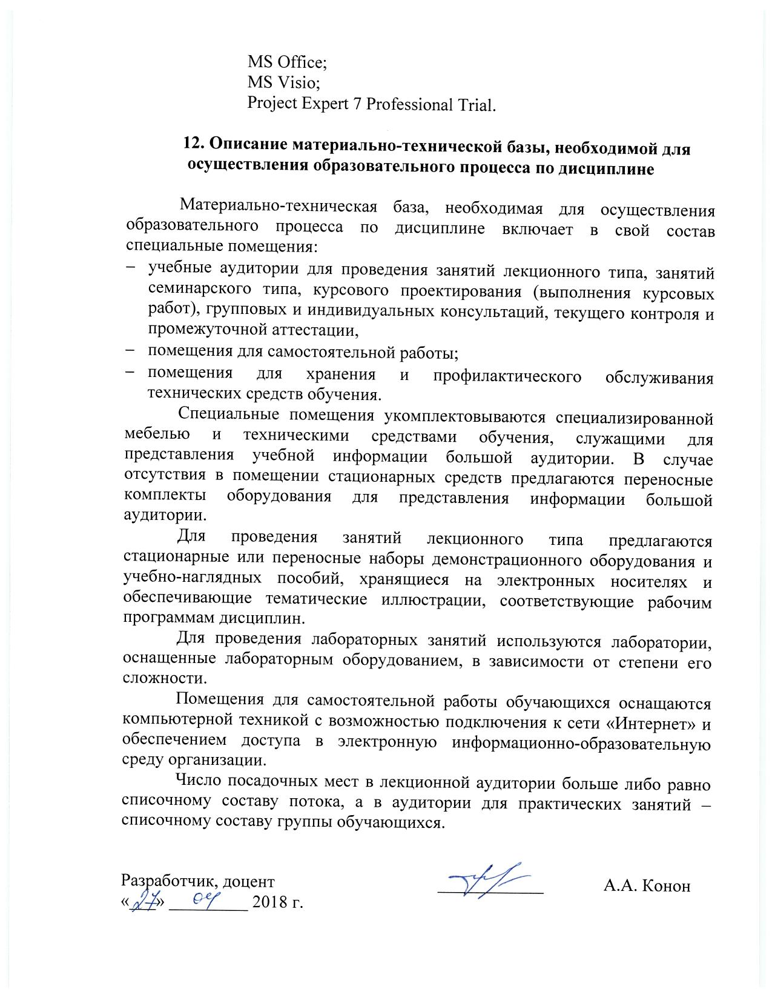 MS Office;
MS Visio;
Project Expert 7 Professional Trial.
12. Описание материально-технической базы, необходимой для
осуществления образовательного процесса по дисциплине
Материально-техническая база, необходимая для осуществления
образовательного процесса по дисциплине включает в свой состав
специальные помещения:
– учебные аудитории для проведения занятий лекционного типа, занятий
семинарского типа, курсового проектирования (выполнения курсовых
работ), групповых и индивидуальных консультаций, текущего контроля и
промежуточной аттестации,
– помещения для самостоятельной работы;
– помещения для хранения и профилактического обслуживания
технических средств обучения.
Специальные помещения укомплектовываются специализированной
мебелью и техническими средствами обучения, служащими для
представления учебной информации большой аудитории. В случае
отсутствия в помещении стационарных средств предлагаются переносные
комплекты оборудования для представления информации большой
аудитории.
Для проведения занятий лекционного типа предлагаются
стационарные или переносные наборы демонстрационного оборудования и
учебно-наглядных пособий, хранящиеся на электронных носителях и
обеспечивающие тематические иллюстрации, соответствующие рабочим
программам дисциплин.
Для проведения лабораторных занятий используются лаборатории,
оснащенные лабораторным оборудованием, в зависимости от степени его
сложности.
Помещения для самостоятельной работы обучающихся оснащаются
компьютерной техникой с возможностью подключения к сети «Интернет» и
обеспечением доступа в электронную информационно-образовательную
среду организации.
Число посадочных мест в лекционной аудитории больше либо равно
списочному составу потока, а в аудитории для практических занятий –
списочному составу группы обучающихся.
Разработчик, доцент А.А. Конон
«27» 04 2018 г.